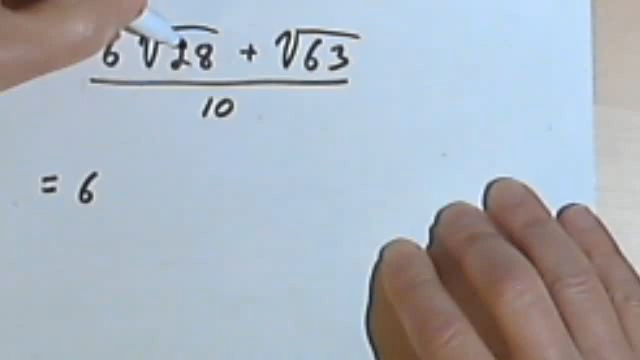 6√28 + √63
10
= 6